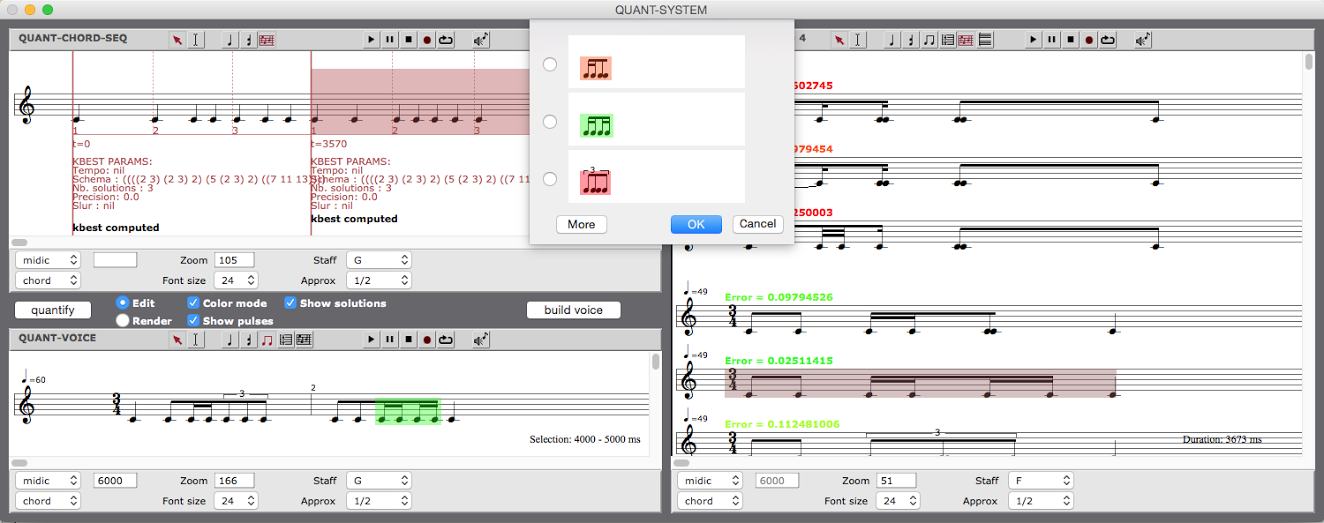 QUANT-SYSTEM
QUANT-CHORD-SEQ
1 2 3 1 2 3
t=0
KBEST PARAMS:
Tempo: nil
Schema : ((((2 3) (2 3) 2) (5 (2 3) 2) ((7 11 13)
Nb. solutions : 3
Precision: 0.0
Slur : nil
kbest computed
t=3570
KBEST PARAMS:
Tempo: nil
Schema : ((((2 3) (2 3) 2) (5 (2 3) 2) ((7 11
Nb. solutions : 3
Precision: 0.0
Slur : nil
kbest computed
midic Zoom 105 Staff G
chord Font size 24 Approx 1/2
quantify
Edit Color mode Show solutions
Render Show pulses
build voice
QUANT-VOICE
=60
3
4
3
2
Selection: 4000 - 5000 ms
midic 6000 Zoom 166 Staff G
chord Font size 24 Approx 1/2
3
More OK Cancel
4
602745
979454
250003
=49 Error = 0.09794526
3
4
=49 Error = 0.02511415
3
4
=49 Error = 0.112481006
3
4
3
Duration: 3673 ms
midic 6000 Zoom 51 Staff F
chord Font size 24 Approx 1/2